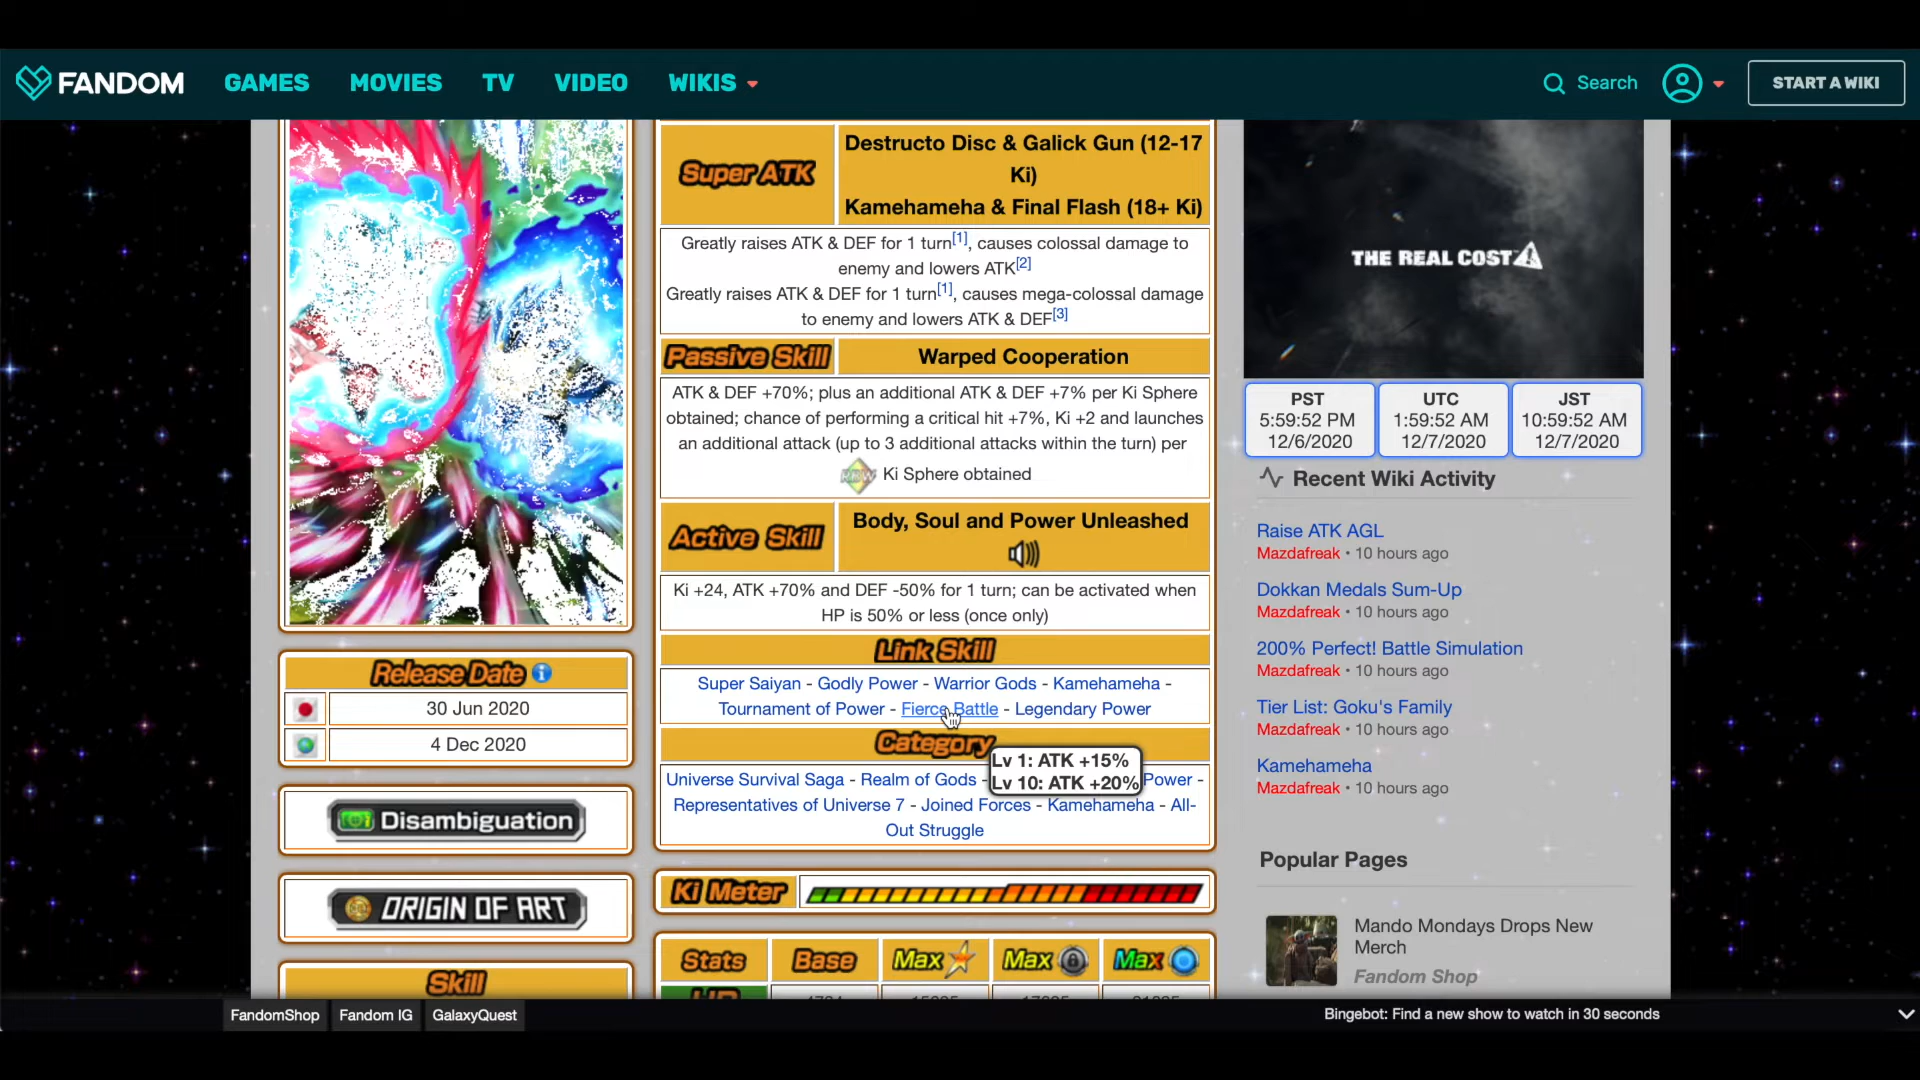 FANDOM GAMES MOVIES TV VIDEO WIKIS Search START A WIKI
Super ATK
Destructo Disc & Galick Gun (12-17
Ki)
Kamehameha & Final Flash (18+ Ki)
Greatly raises ATK & DEF for 1 turn[1], causes colossal damage to
enemy and lowers ATK[2]
Greatly raises ATK & DEF for 1 turn[1], causes mega-colossal damage
to enemy and lowers ATK & DEF[3]
Passive Skill
Warped Cooperation
ATK & DEF +70%; plus an additional ATK & DEF +7% per Ki Sphere
obtained; chance of performing a critical hit +7%, Ki +2 and launches
an additional attack (up to 3 additional attacks within the turn) per
RBW Ki Sphere obtained
Active Skill
Body, Soul and Power Unleashed
Ki +24, ATK +70% and DEF -50% for 1 turn; can be activated when
HP is 50% or less (once only)
Link Skill
Super Saiyan - Godly Power - Warrior Gods - Kamehameha -
Tournament of Power - Fierce Battle - Legendary Power
Category
Lv 1: ATK +15%
Lv 10: ATK +20%
Universe Survival Saga - Realm of Gods - Power -
Representatives of Universe 7 - Joined Forces - Kamehameha - All-
Out Struggle
Ki Meter
Stats Base Max Max Max
HP
Release Date
30 Jun 2020
4 Dec 2020
Disambiguation
ORIGIN OF ART
Skill
THE REAL COST
PST
5:59:52 PM
12/6/2020
UTC
1:59:52 AM
12/7/2020
JST
10:59:52 AM
12/7/2020
Recent Wiki Activity
Raise ATK AGL
Mazdafreak • 10 hours ago
Dokkan Medals Sum-Up
Mazdafreak • 10 hours ago
200% Perfect! Battle Simulation
Mazdafreak • 10 hours ago
Tier List: Goku's Family
Mazdafreak • 10 hours ago
Kamehameha
Mazdafreak • 10 hours ago
Popular Pages
Mando Mondays Drops New
Merch
Fandom Shop
FandomShop Fandom IG GalaxyQuest
Bingebot: Find a new show to watch in 30 seconds